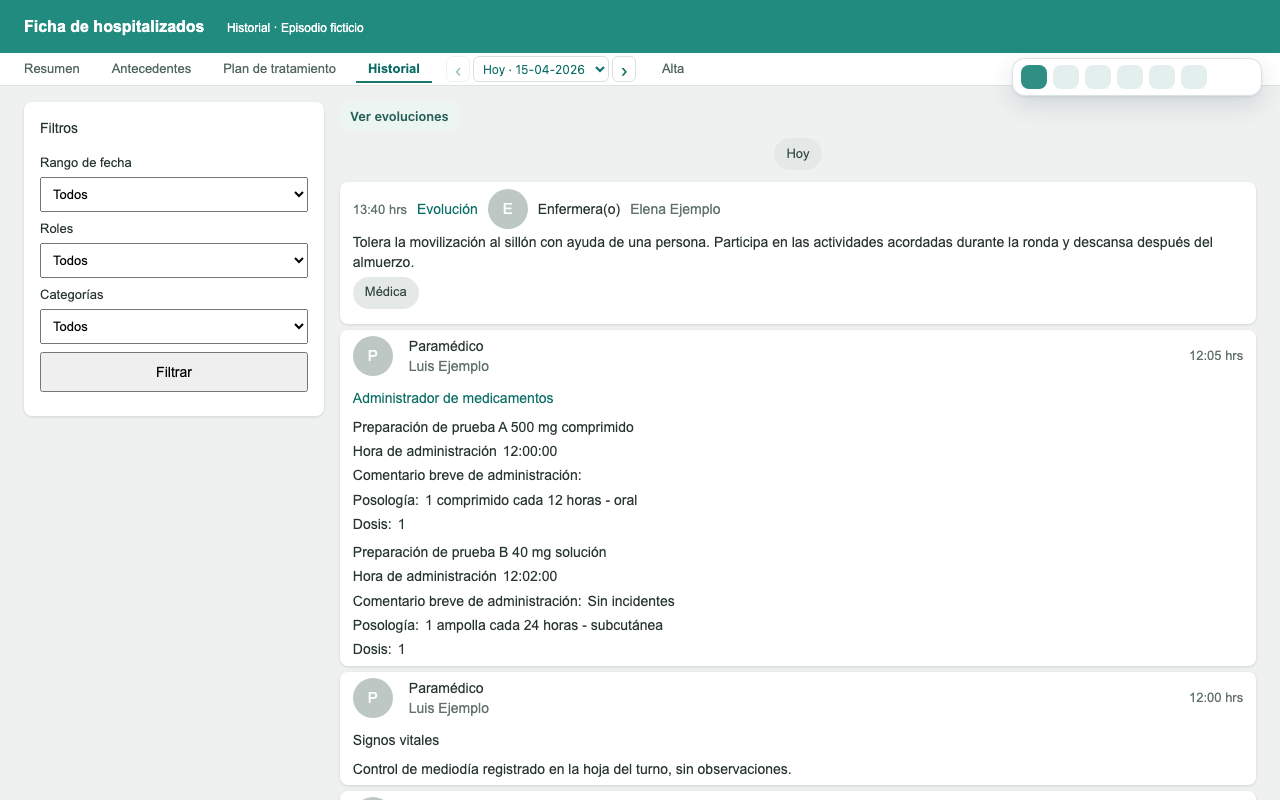 Ficha de hospitalizados Historial · Episodio ficticio
Resumen Antecedentes Plan de tratamiento Historial ‹ Hoy · 15-04-2026 › Alta
Filtros
Rango de fecha
Todos
Roles
Todos
Categorías
Todos
Filtrar
Ver evoluciones
Hoy
13:40 hrs Evolución E Enfermera(o) Elena Ejemplo
Tolera la movilización al sillón con ayuda de una persona. Participa en las actividades acordadas durante la ronda y descansa después del
almuerzo.
Médica
P Paramédico
Luis Ejemplo
12:05 hrs
Administrador de medicamentos
Preparación de prueba A 500 mg comprimido
Hora de administración 12:00:00
Comentario breve de administración:
Posología: 1 comprimido cada 12 horas - oral
Dosis: 1
Preparación de prueba B 40 mg solución
Hora de administración 12:02:00
Comentario breve de administración: Sin incidentes
Posología: 1 ampolla cada 24 horas - subcutánea
Dosis: 1
P Paramédico
Luis Ejemplo
12:00 hrs
Signos vitales
Control de mediodía registrado en la hoja del turno, sin observaciones.